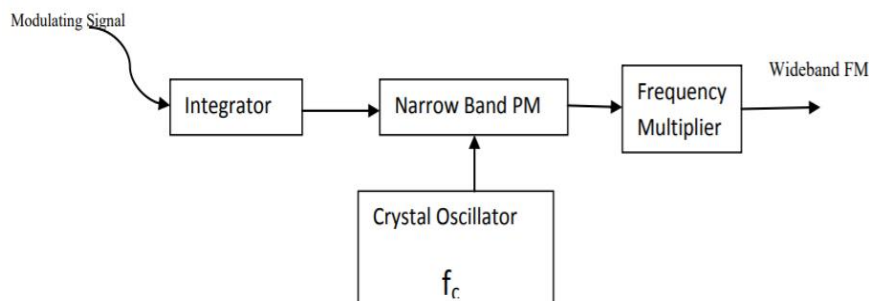 Modulating Signal
Integrator
Narrow Band PM
Frequency
Multiplier
Wideband FM
Crystal Oscillator
fc